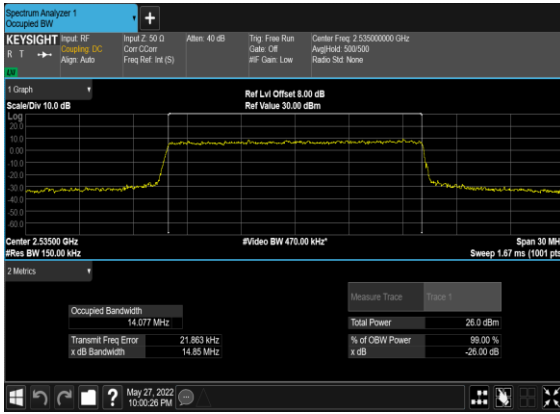 Spectrum Analyzer 1
Occupied BW
KEYSIGHT
R T
LW
Input: RF
Coupling: DC
Align: Auto
Input Z: 50 Ω
Corr CCorr
Freq Ref: Int (S)
Atten: 40 dB
Trig: Free Run
Gate: Off
#IF Gain: Low
Center Freq: 2.535000000 GHz
Avg|Hold: 500/500
Radio Std: None
1 Graph
Scale/Div 10.0 dB
Ref Lvl Offset 8.00 dB
Ref Value 30.00 dBm
Log
20.0
10.0
0.00
-10.0
-20.0
-30.0
-40.0
-50.0
-60.0
Center 2.53500 GHz
#Res BW 150.00 kHz
#Video BW 470.00 kHz*
Span 30 MH
Sweep 1.67 ms (1001 pts
2 Metrics
Measure Trace
Trace 1
Occupied Bandwidth
14.077 MHz
Total Power
26.0 dBm
Transmit Freq Error
21.863 kHz
% of OBW Power
99.00 %
x dB Bandwidth
14.85 MHz
x dB
-26.00 dB
?
May 27, 2022
10:00:26 PM